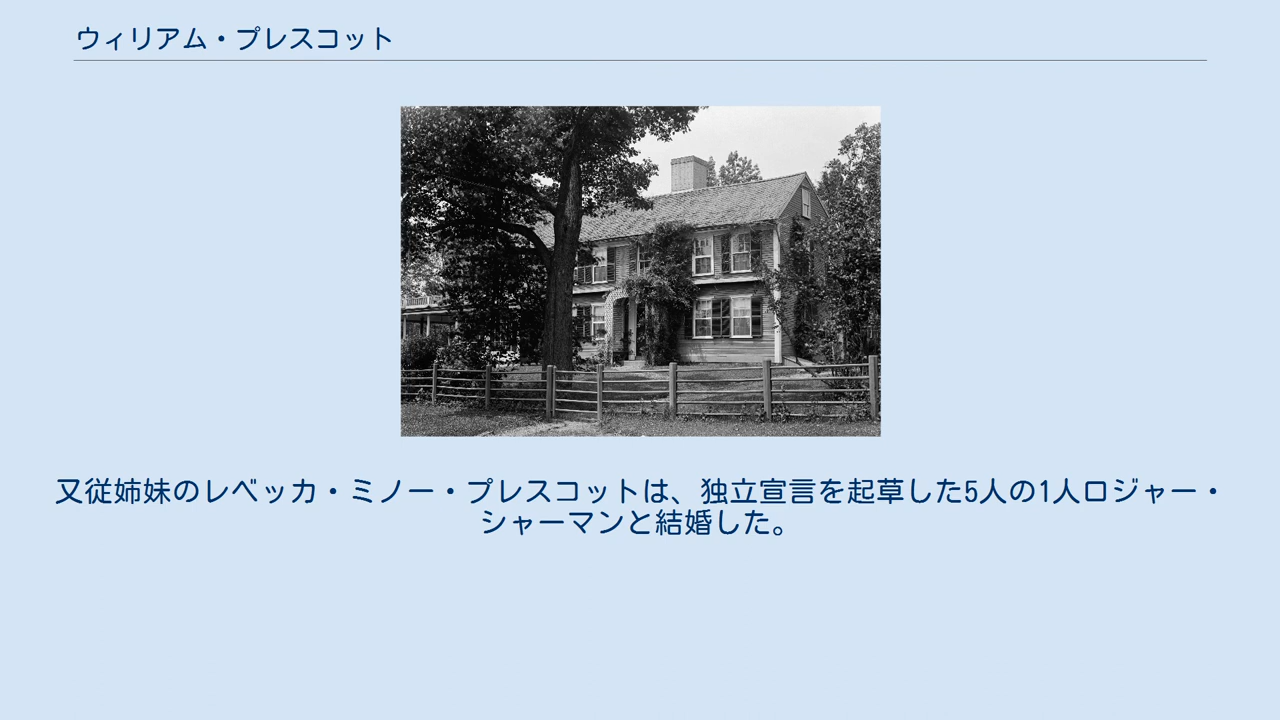 ウィリアム・プレスコット
又従姉妹のレベッカ・ミノー・プレスコットは、独立宣言を起草した5人の1人ロジャー・
シャーマンと結婚した。